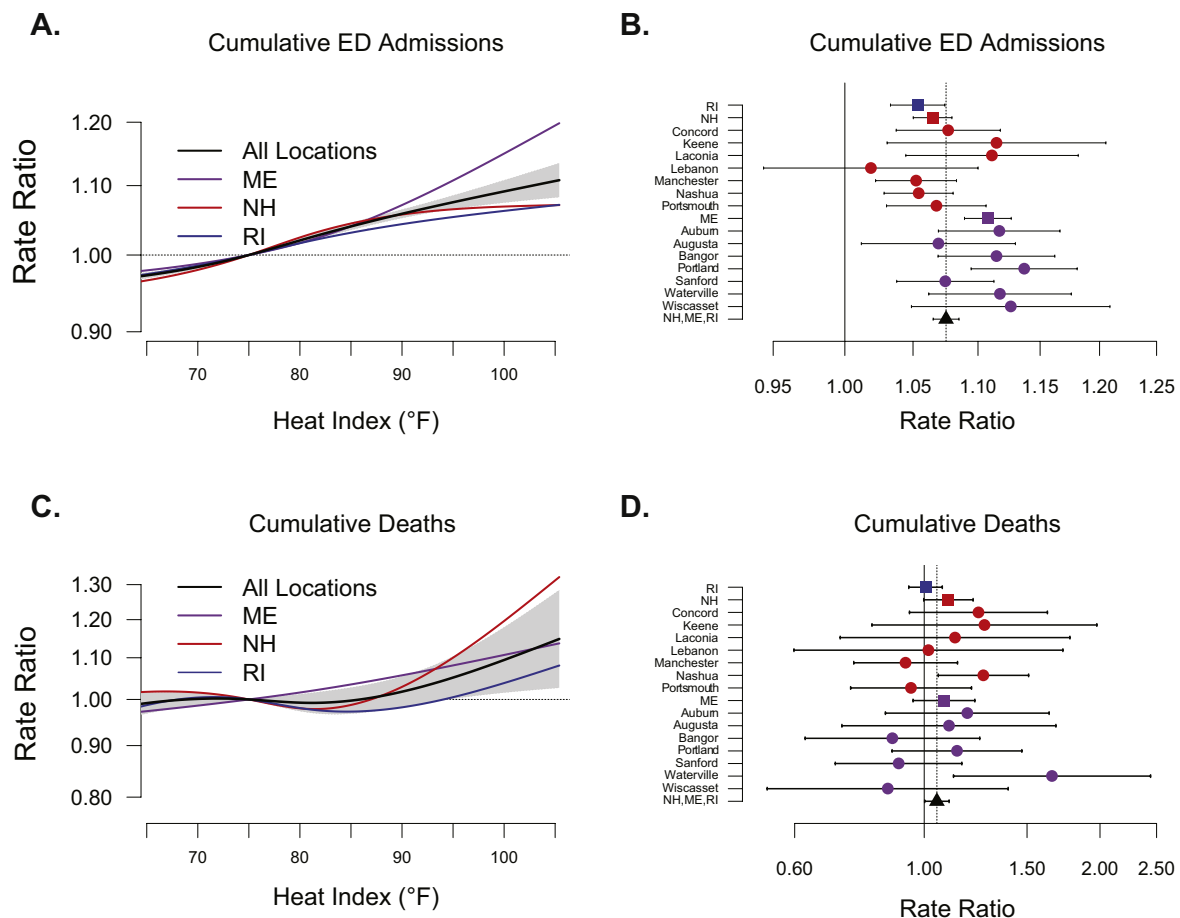 A.
Cumulative ED Admissions
Rate Ratio
1.20
1.10
1.00
0.90
All Locations
ME
NH
RI
70
80
90
100
Heat Index (°F)
B.
Cumulative ED Admissions
RI
NH
Concord
Keene
Laconia
Lebanon
Manchester
Nashua
Portsmouth
ME
Auburn
Augusta
Bangor
Portland
Sanford
Waterville
Wiscasset
NH,ME,RI
0.95
1.00
1.05
1.10
1.15
1.20
1.25
Rate Ratio
C.
Cumulative Deaths
Rate Ratio
1.30
1.20
1.10
1.00
0.90
0.80
All Locations
ME
NH
RI
70
80
90
100
Heat Index (°F)
D.
Cumulative Deaths
RI
NH
Concord
Keene
Laconia
Lebanon
Manchester
Nashua
Portsmouth
ME
Auburn
Augusta
Bangor
Portland
Sanford
Waterville
Wiscasset
NH,ME,RI
0.60
1.00
1.50
2.00
2.50
Rate Ratio